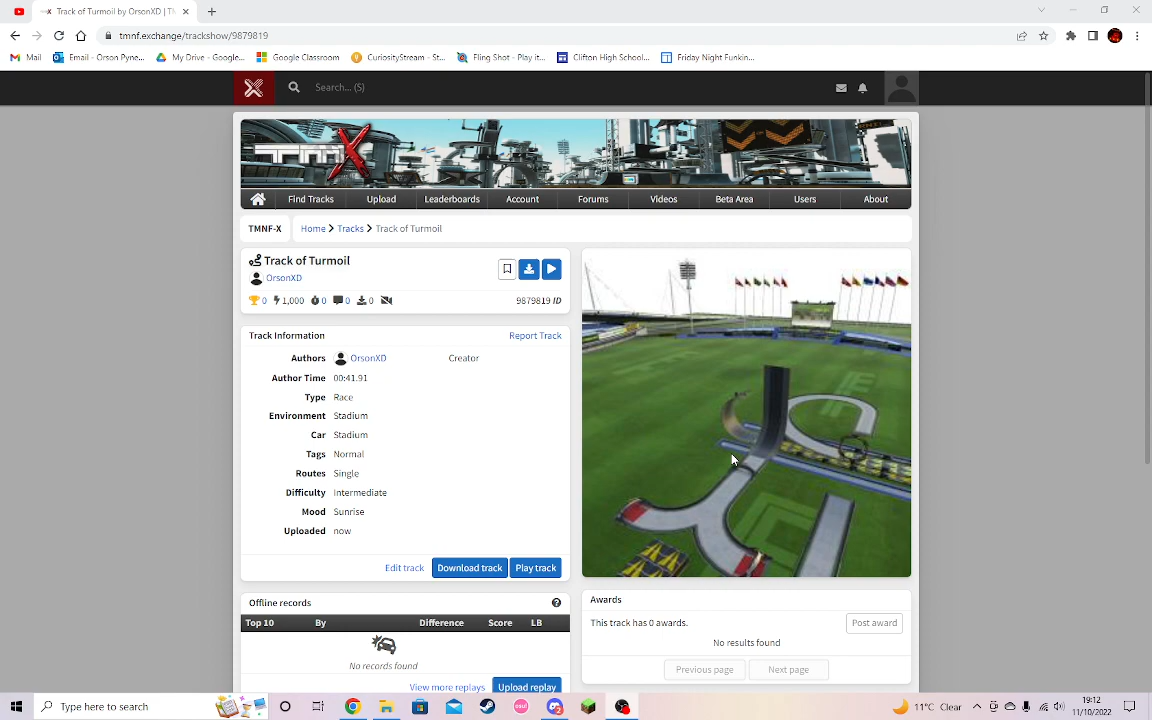 Track of Turmoil by OrsonXD | TN
tmnf.exchange/trackshow/9879819
Mail
Email - Orson Pyne...
My Drive - Google...
Google Classroom
CuriosityStream - St...
Fling Shot - Play it...
Clifton High School...
Friday Night Funkin...
Search... (S)
Find Tracks
Upload
Leaderboards
Account
Forums
Videos
Beta Area
Users
About
TMNF-X
Home > Tracks > Track of Turmoil
Track of Turmoil
OrsonXD
0 1,000 0 0 0
9879819 ID
Track Information
Report Track
Authors OrsonXD Creator
Author Time 00:41.91
Type Race
Environment Stadium
Car Stadium
Tags Normal
Routes Single
Difficulty Intermediate
Mood Sunrise
Uploaded now
Edit track
Download track
Play track
Offline records
Top 10 By Difference Score LB
No records found
View more replays
Upload replay
Awards
This track has 0 awards.
Post award
No results found
Previous page
Next page
Type here to search
osu!
11°C Clear
19:12
11/10/2022